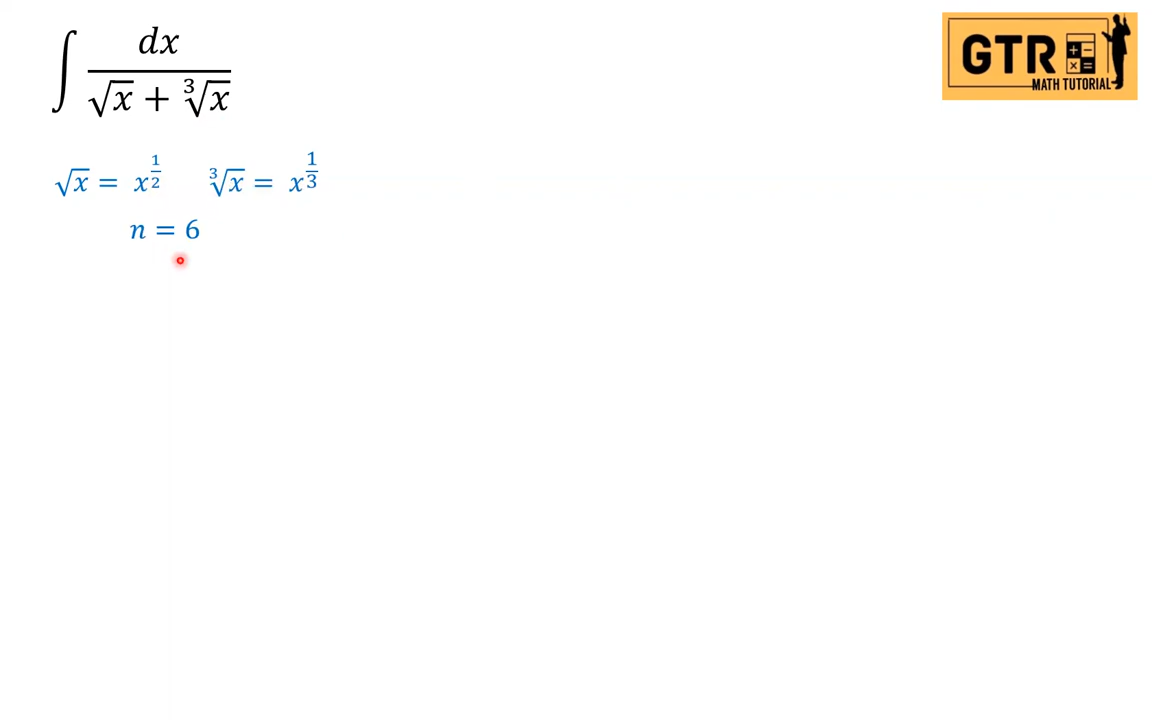 ∫ dx / (√x + ∛x)
√x = x^(1/2)   ∛x = x^(1/3)
n = 6
GTR
MATH TUTORIAL